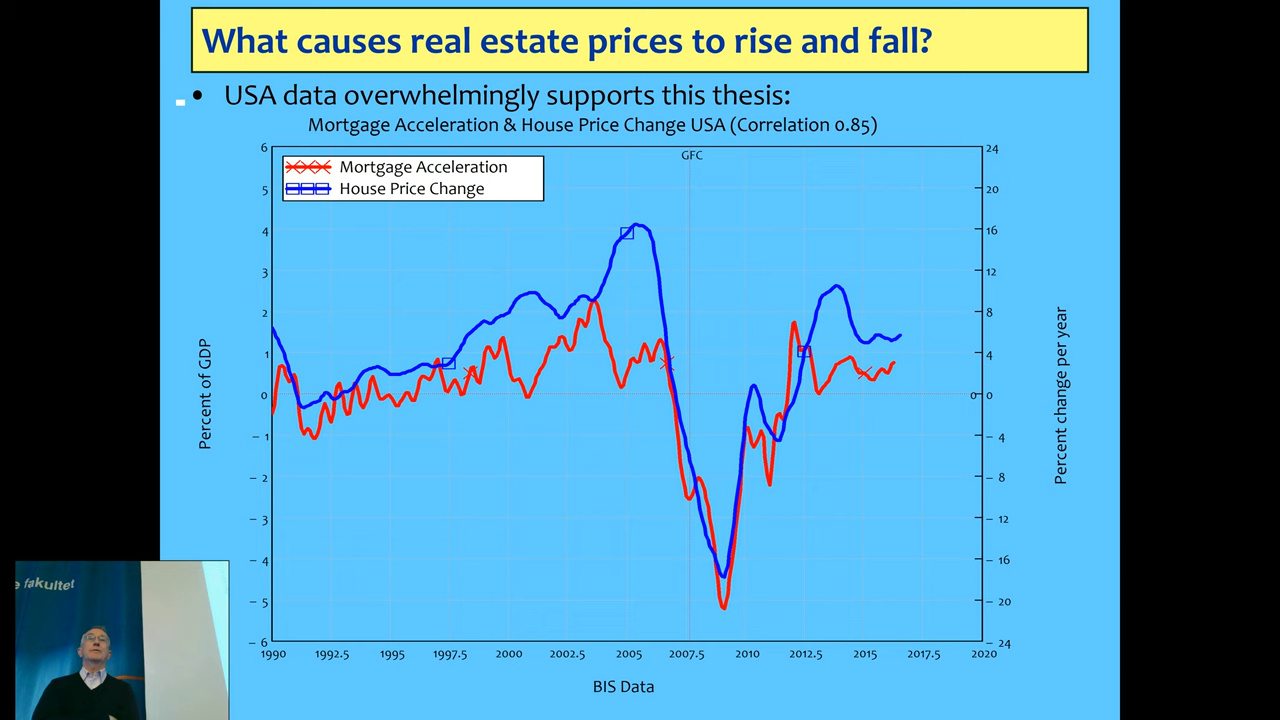 What causes real estate prices to rise and fall?
• USA data overwhelmingly supports this thesis:
Mortgage Acceleration & House Price Change USA (Correlation 0.85)
GFC
Mortgage Acceleration
House Price Change
6
5
4
3
2
1
0
– 1
– 2
– 3
– 4
– 5
– 6
Percent of GDP
24
20
16
12
8
4
0
0
– 4
– 8
– 12
– 16
– 20
– 24
Percent change per year
1990 1992.5 1995 1997.5 2000 2002.5 2005 2007.5 2010 2012.5 2015 2017.5 2020
BIS Data
e fakultet